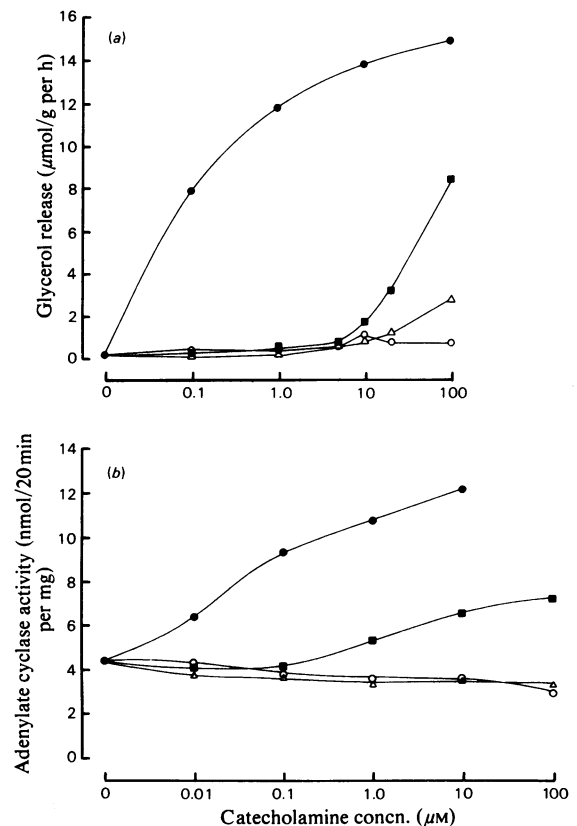 (a)
Glycerol release (μmol/g per h)
16
14
12
10
8
6
4
2
0
0 0.1 1.0 10 100
(b)
Adenylate cyclase activity (nmol/20 min
per mg)
14
12
10
8
6
4
2
0
0 0.01 0.1 1.0 10 100
Catecholamine concn. (μM)